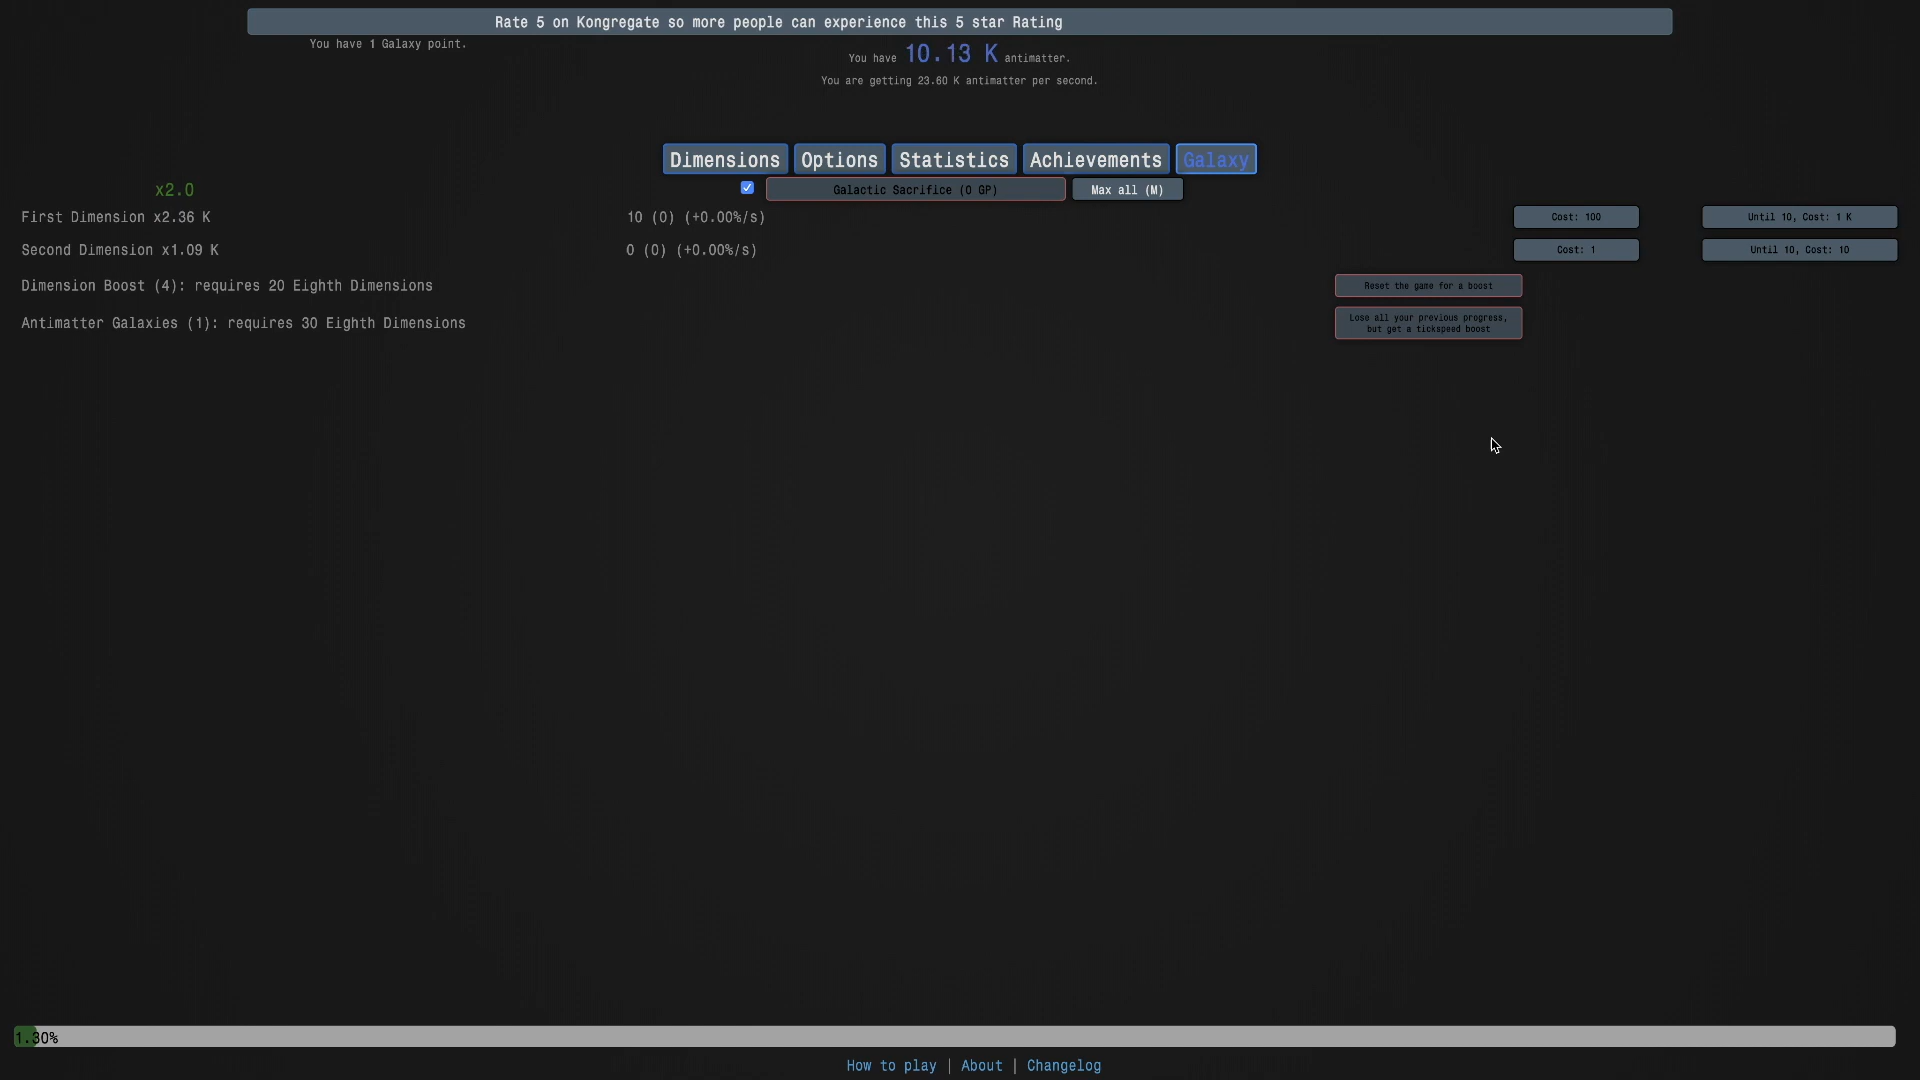 Rate 5 on Kongregate so more people can experience this 5 star Rating
You have 1 Galaxy point.
You have 10.13 K antimatter.
You are getting 23.60 K antimatter per second.
Dimensions Options Statistics Achievements Galaxy
x2.0
Galactic Sacrifice (0 GP) Max all (M)
First Dimension x2.36 K 10 (0) (+0.00%/s) Cost: 100 Until 10, Cost: 1 K
Second Dimension x1.09 K 0 (0) (+0.00%/s) Cost: 1 Until 10, Cost: 10
Dimension Boost (4): requires 20 Eighth Dimensions Reset the game for a boost
Antimatter Galaxies (1): requires 30 Eighth Dimensions Lose all your previous progress,
but get a tickspeed boost
1.30%
How to play | About | Changelog